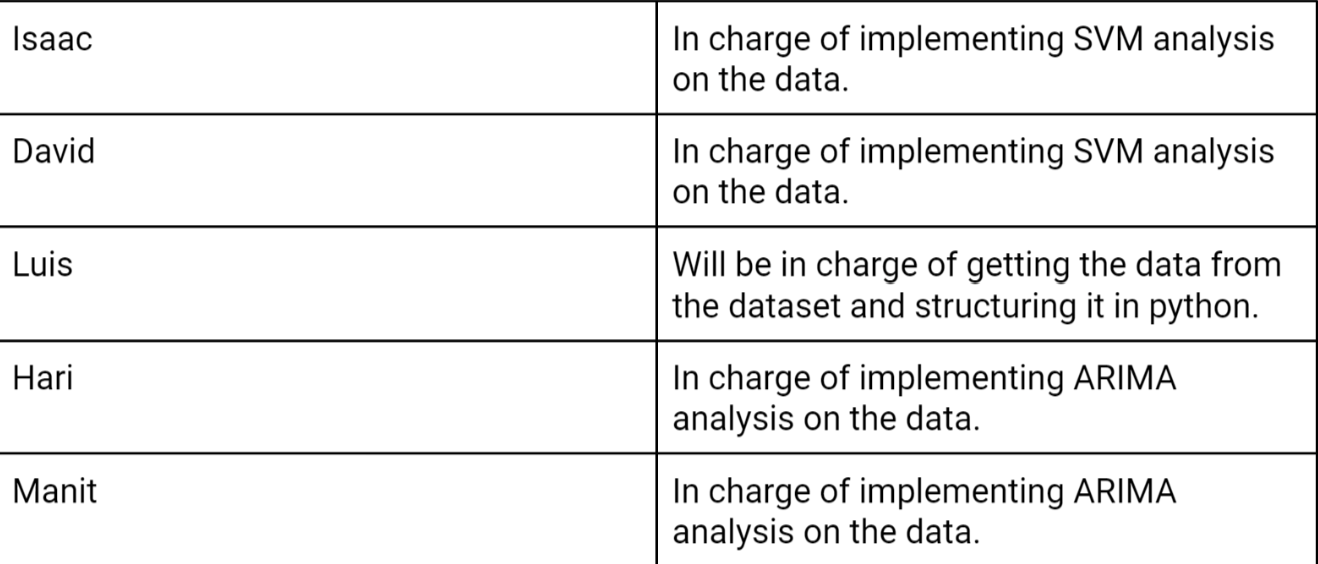 Isaac
In charge of implementing SVM analysis
on the data.
David
In charge of implementing SVM analysis
on the data.
Luis
Will be in charge of getting the data from
the dataset and structuring it in python.
Hari
In charge of implementing ARIMA
analysis on the data.
Manit
In charge of implementing ARIMA
analysis on the data.